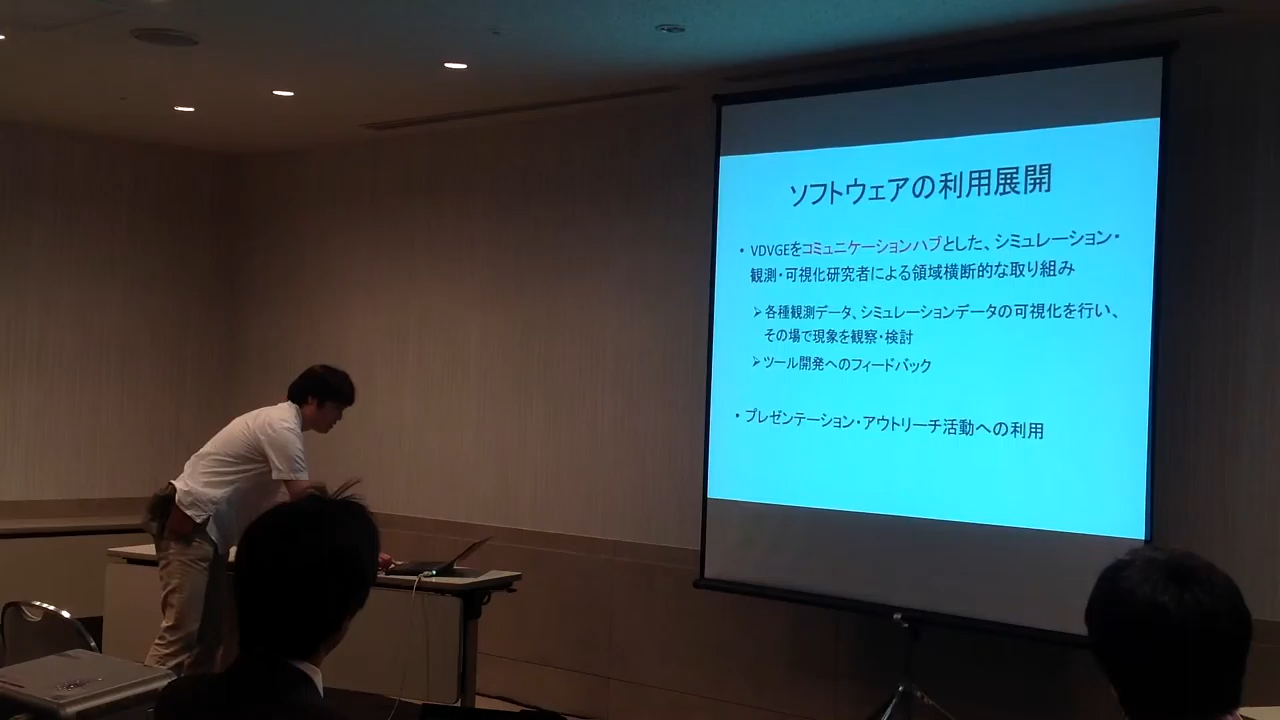 ソフトウェアの利用展開
• VDVGEをコミュニケーションハブとした、シミュレーション・
観測・可視化研究者による領域横断的な取り組み
➢各種観測データ、シミュレーションデータの可視化を行い、
その場で現象を観察・検討
➢ツール開発へのフィードバック
• プレゼンテーション・アウトリーチ活動への利用